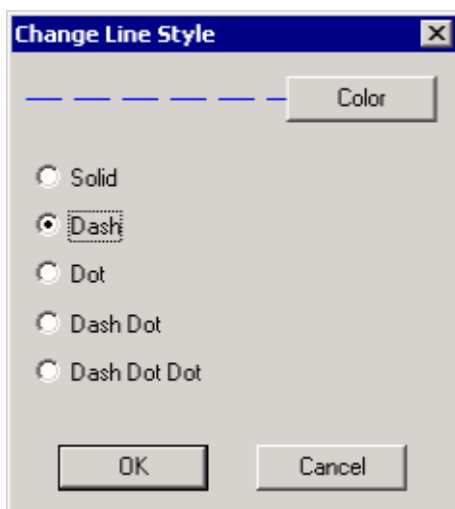 Change Line Style
Color
Solid
Dash
Dot
Dash Dot
Dash Dot Dot
OK
Cancel